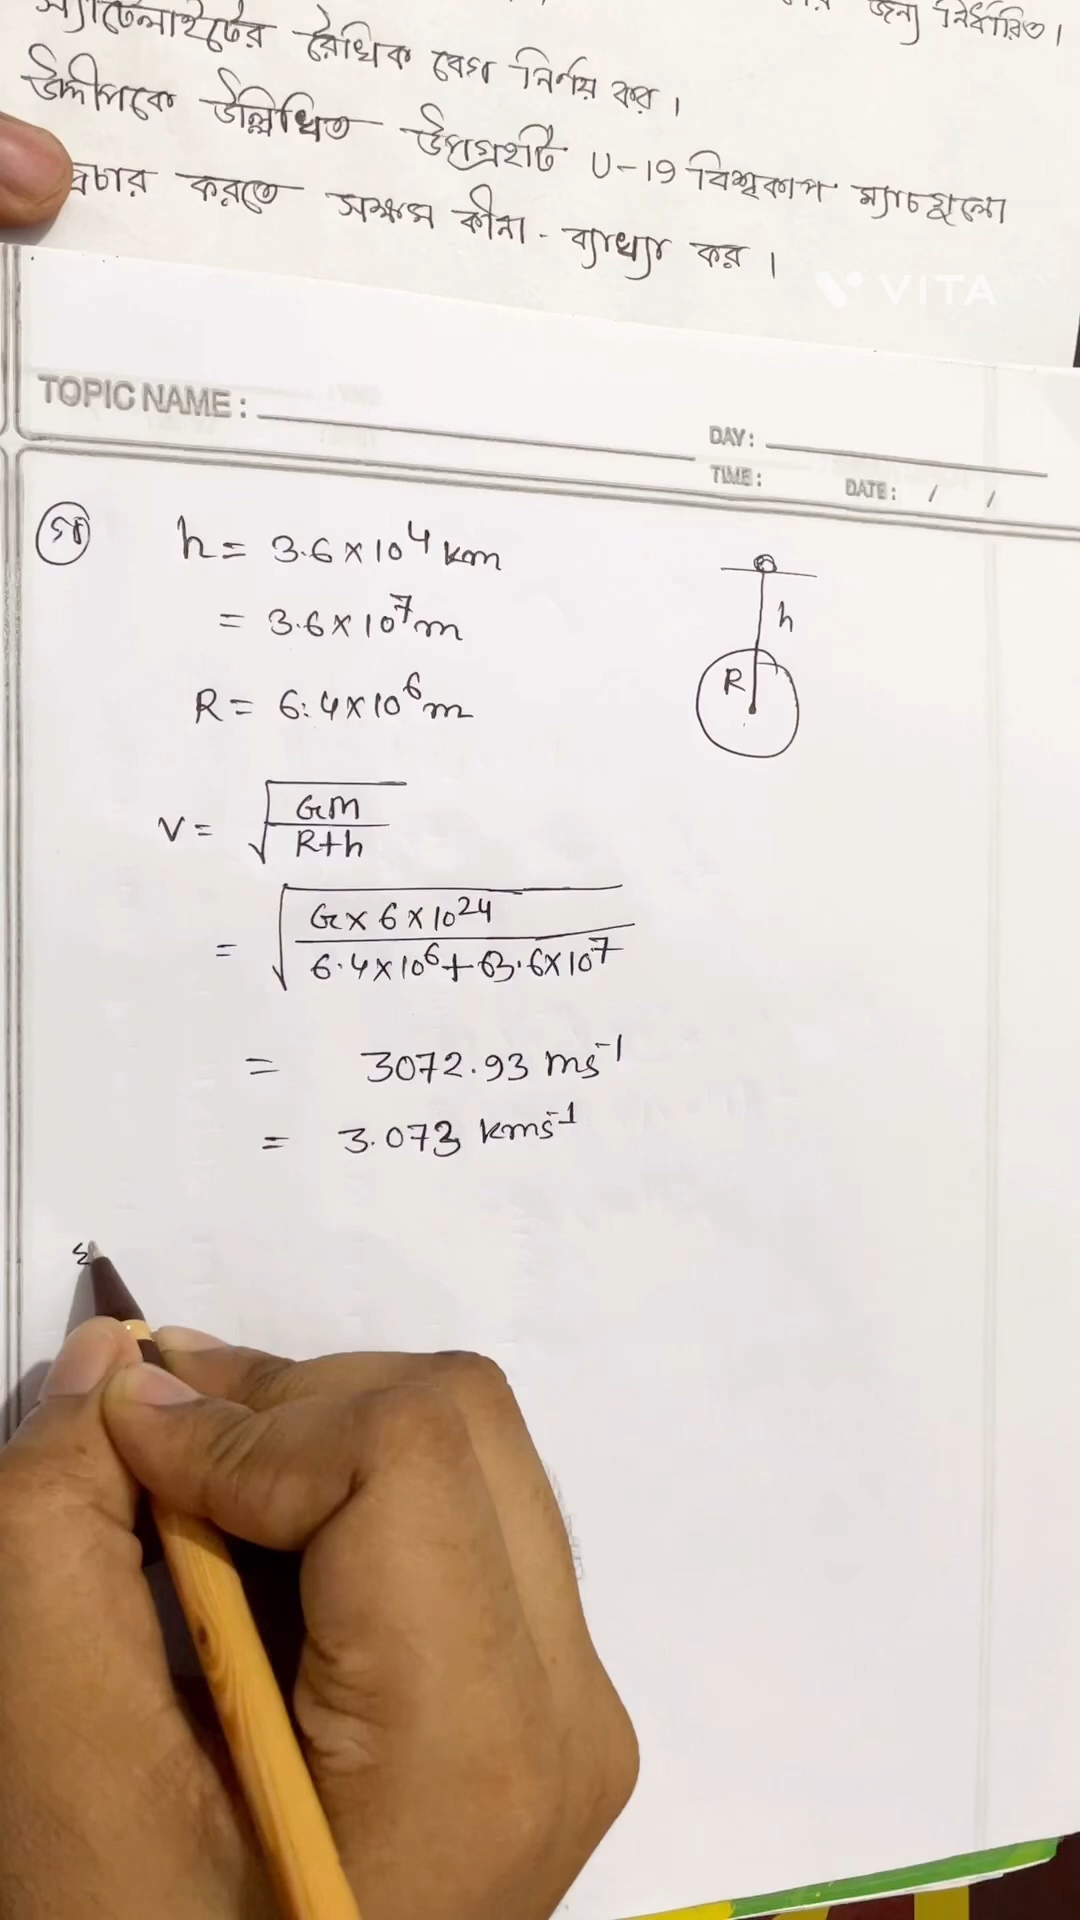 জন্য নির্ধারিত।
স্যাটেলাইটের রৈখিক বেগ নির্ণয় কর।
উদ্দীপকে উল্লিখিত উপগ্রহটি U-19 বিশ্বকাপ ম্যাচগুলো
প্রচার করতে সক্ষম কীনা - ব্যাখ্যা কর।
VITA
TOPIC NAME:
DAY:
TIME:
DATE: / /
গ
h = 3.6 × 10⁴ km
= 3.6 × 10⁷ m
R = 6.4 × 10⁶ m
h
R
V = √(GM / R+h)
= √(G × 6 × 10²⁴ / 6.4 × 10⁶ + 3.6 × 10⁷)
= 3072.93 ms⁻¹
= 3.073 kms⁻¹